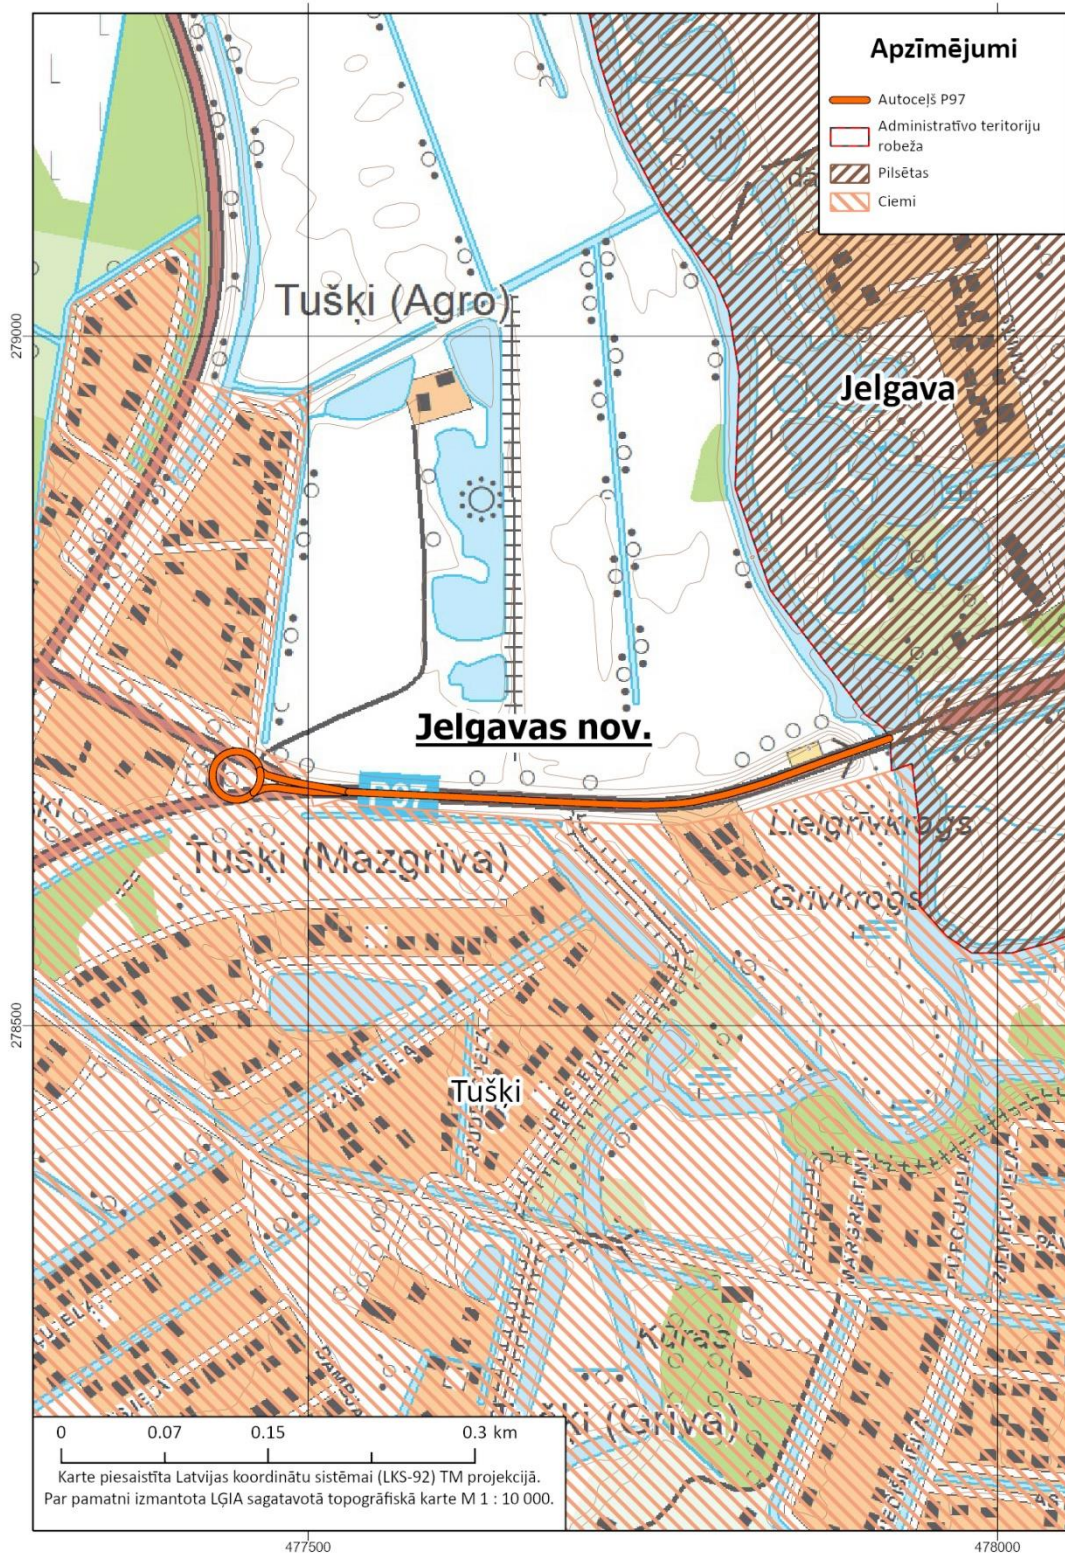 Apzīmējumi
Autoceļš P97
Administratīvo teritoriju
robeža
Pilsētas
Ciemi
Tušķi (Agro)
279000
Jelgava
Jelgavas nov.
P97
Lielgrīvkrogs
Tušķi (Mazgrīva)
Grīvkrogs
278500
Tušķi
MARGRIETIŅU
Kūras
ķi (Grīva)
0
0.07
0.15
0.3 km
Karte piesaistīta Latvijas koordinātu sistēmai (LKS-92) TM projekcijā.
Par pamatni izmantota LĢIA sagatavotā topogrāfiskā karte M 1 : 10 000.
477500
478000